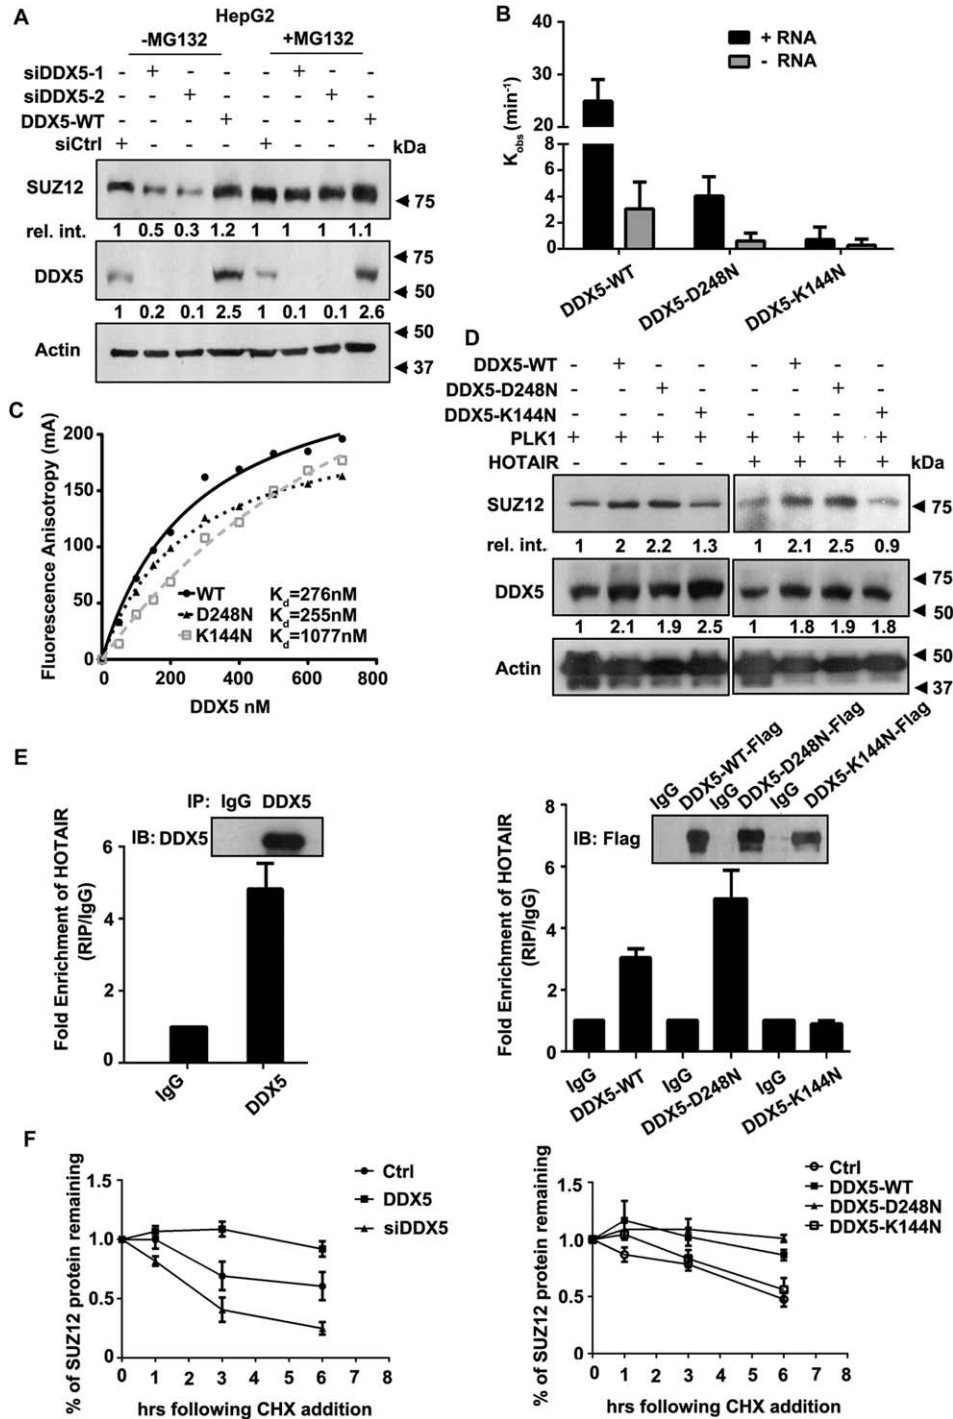 A
HepG2
-MG132 +MG132
siDDX5-1 - + - - - + - -
siDDX5-2 - - + - - - + -
DDX5-WT - - - + - - - +
siCtrl + - - - + - - - kDa
SUZ12
75
rel. int. 1 0.5 0.3 1.2 1 1 1 1.1
75
DDX5
50
1 0.2 0.1 2.5 1 0.1 0.1 2.6
50
Actin
37
B
40
30
20
8
6
4
2
0
Kobs (min-1)
+ RNA
- RNA
DDX5-WT
DDX5-D248N
DDX5-K144N
C
Fluorescence Anisotropy (mA)
200
150
100
50
0
WT Kd=276nM
D248N Kd=255nM
K144N Kd=1077nM
0 200 400 600 800
DDX5 nM
D
DDX5-WT - + - - - + - -
DDX5-D248N - - + - - - + -
DDX5-K144N - - - + - - - +
PLK1 + + + + + + + +
HOTAIR - - - - + + + + kDa
SUZ12
75
rel. int. 1 2 2.2 1.3 1 2.1 2.5 0.9
75
DDX5
50
1 2.1 1.9 2.5 1 1.8 1.9 1.8
50
Actin
37
E
IP: IgG DDX5
IB: DDX5
Fold Enrichment of HOTAIR
(RIP/IgG)
6
4
2
0
IgG
DDX5
IgG
DDX5-WT-Flag
IgG
DDX5-D248N-Flag
IgG
DDX5-K144N-Flag
IB: Flag
Fold Enrichment of HOTAIR
(RIP/IgG)
8
6
4
2
0
IgG
DDX5-WT
IgG
DDX5-D248N
IgG
DDX5-K144N
F
% of SUZ12 protein remaining
1.5
1.0
0.5
0
0 1 2 3 4 5 6 7 8
hrs following CHX addition
Ctrl
DDX5
siDDX5
% of SUZ12 protein remaining
1.5
1.0
0.5
0
0 1 2 3 4 5 6 7 8
hrs following CHX addition
Ctrl
DDX5-WT
DDX5-D248N
DDX5-K144N